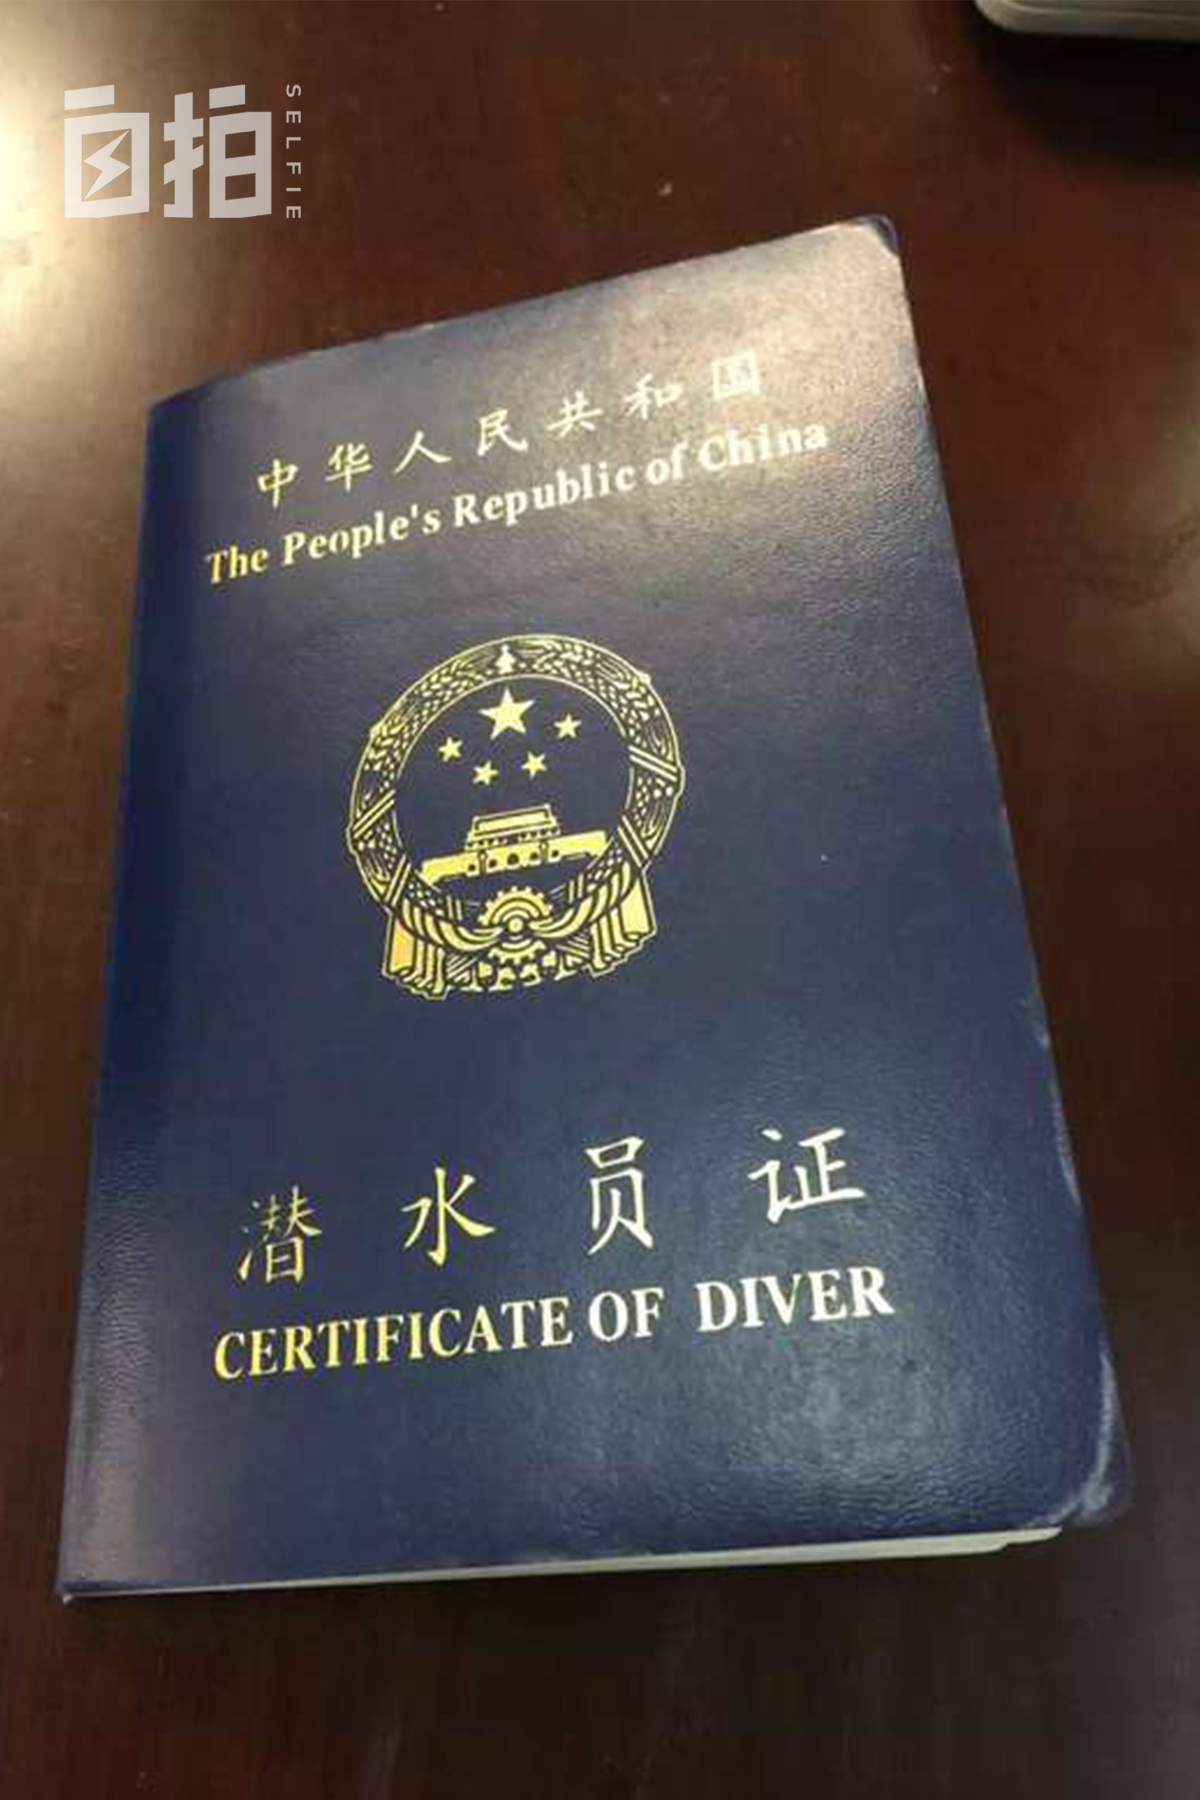 自拍
SELFIE
中华人民共和国
The People's Republic of China
潜水员证
CERTIFICATE OF DIVER